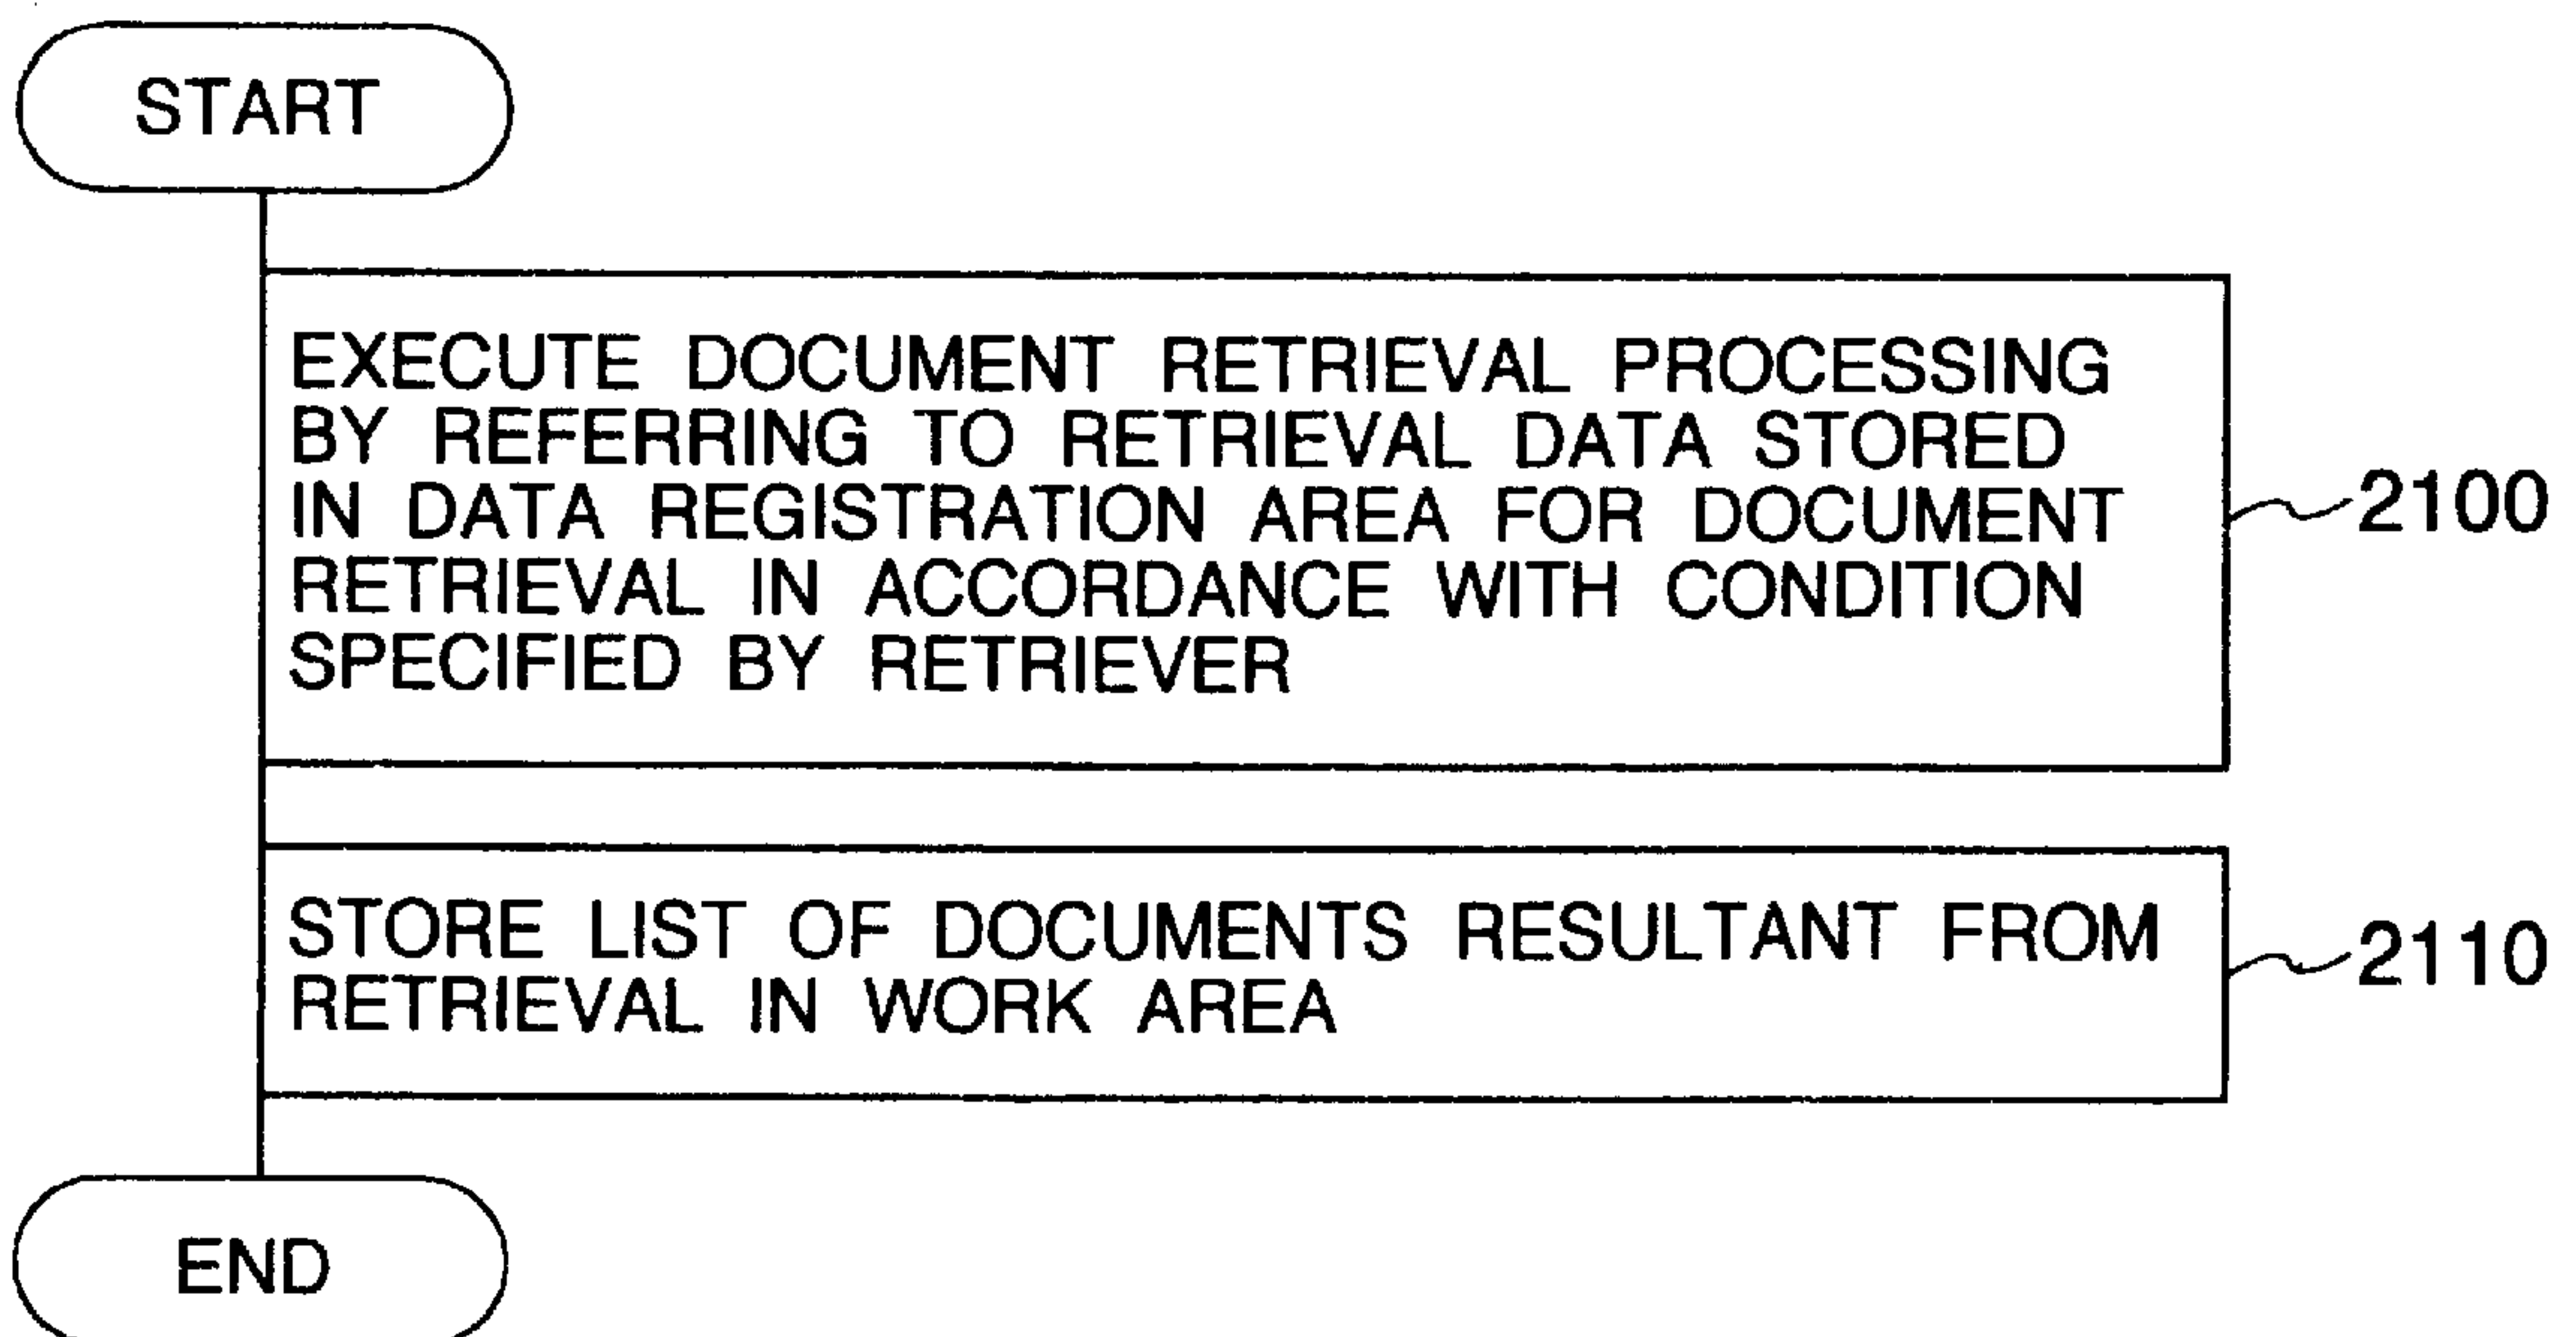 START
EXECUTE DOCUMENT RETRIEVAL PROCESSING
BY REFERRING TO RETRIEVAL DATA STORED
IN DATA REGISTRATION AREA FOR DOCUMENT
RETRIEVAL IN ACCORDANCE WITH CONDITION
SPECIFIED BY RETRIEVER
2100
STORE LIST OF DOCUMENTS RESULTANT FROM
RETRIEVAL IN WORK AREA
2110
END